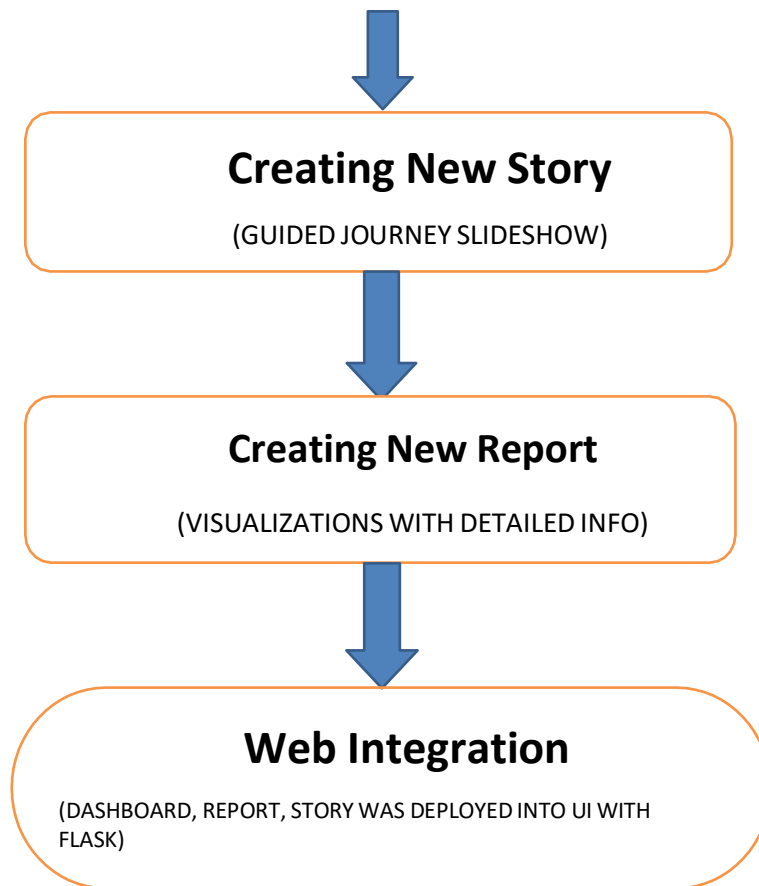 Creating New Story
(GUIDED JOURNEY SLIDESHOW)
Creating New Report
(VISUALIZATIONS WITH DETAILED INFO)
Web Integration
(DASHBOARD, REPORT, STORY WAS DEPLOYED INTO UI WITH
FLASK)